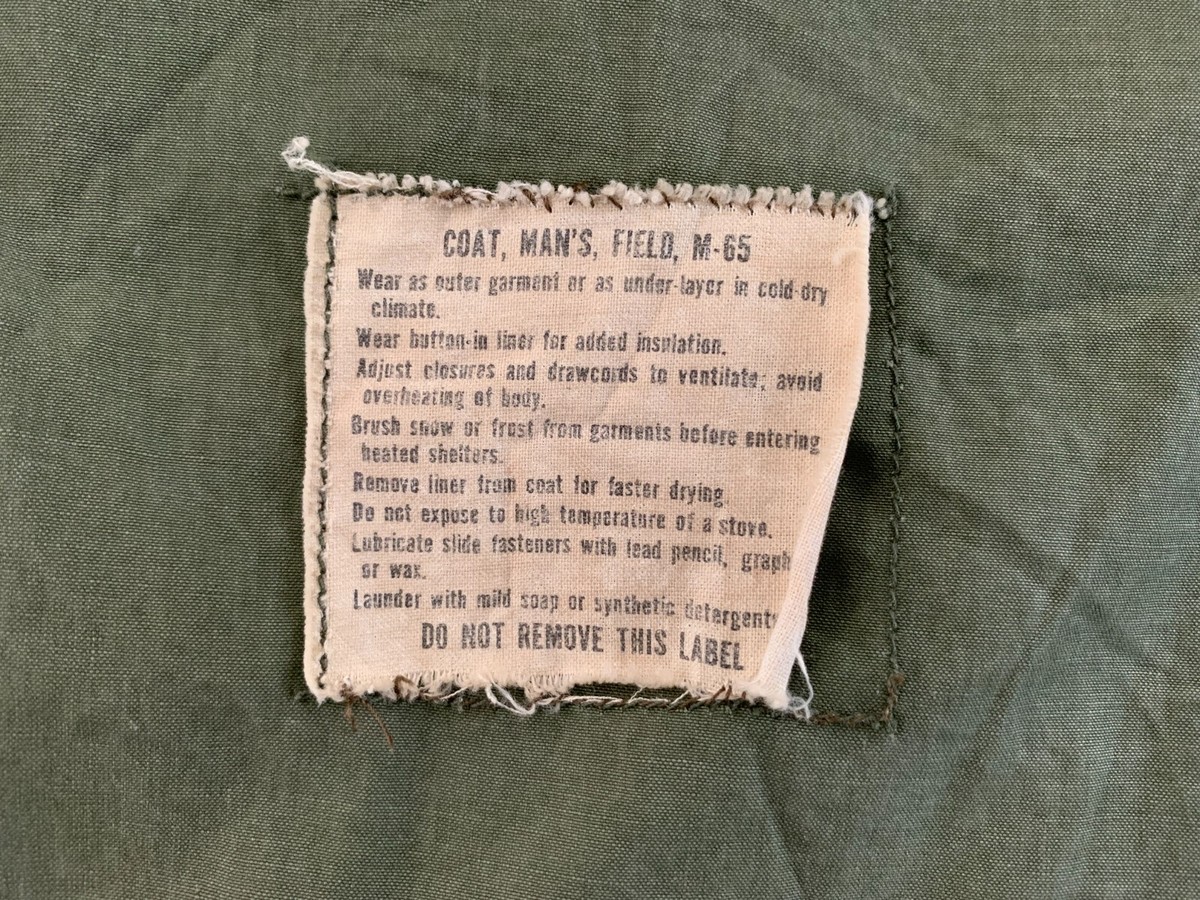 COAT, MAN'S, FIELD, M-65
Wear as outer garment or as under-layer in cold-dry
climate.
Wear button-in liner for added insulation.
Adjust closures and drawcords to ventilate; avoid
overheating of body.
Brush snow or frost from garments before entering
heated shelters.
Remove liner from coat for faster drying.
Do not expose to high temperature of a stove.
Lubricate slide fasteners with lead pencil, graph
or wax.
Launder with mild soap or synthetic detergent
DO NOT REMOVE THIS LABEL